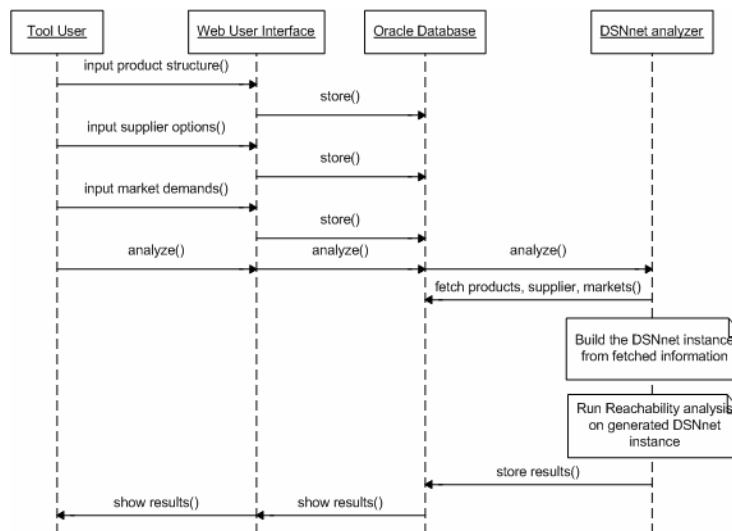 Tool User
Web User Interface
Oracle Database
DSNnet analyzer
input product structure()
store()
input supplier options()
store()
input market demands()
store()
analyze()
analyze()
analyze()
fetch products, supplier, markets()
Build the DSNnet instance
from fetched information
Run Reachability analysis
on generated DSNnet
instance
store results()
show results()
show results()